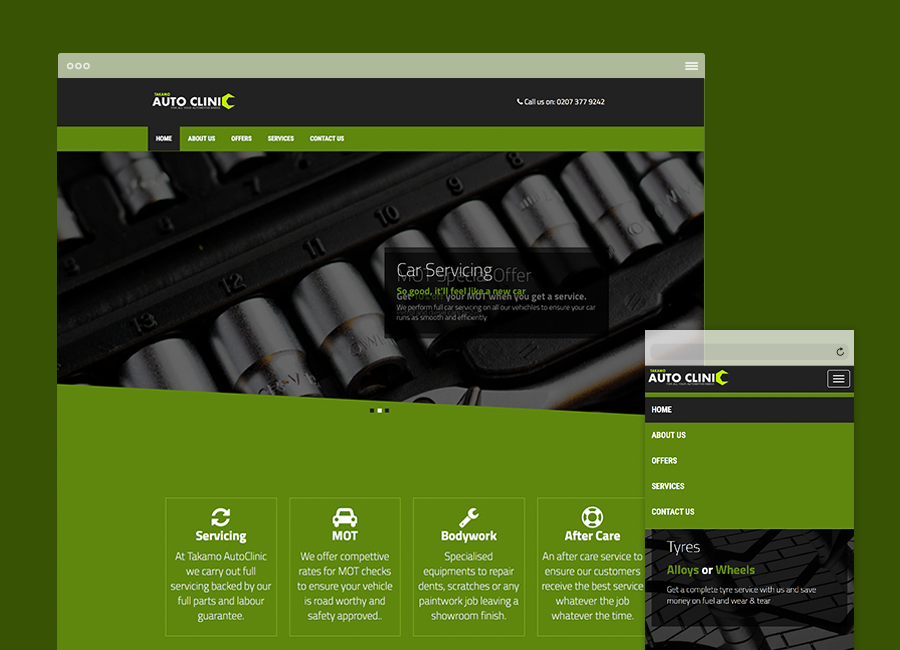 TAKAMO
AUTO CLINIC
Call us on: 0207 377 9242
HOME ABOUT US OFFERS SERVICES CONTACT US
7 9 10 11 12 13
Car Servicing
MOT Special Offer
So good, it'll feel like a new car
Get your MOT when you get a service.
We perform full car servicing on all our vehichles to ensure your car
runs as smooth and efficiently.
Servicing
At Takamo AutoClinic
we carry out full
servicing backed by our
full parts and labour
guarantee.
MOT
We offer compettive
rates for MOT checks
to ensure your vehicle
is road worthy and
safety approved..
Bodywork
Specialised
equipments to repair
dents, scratches or any
paintwork job leaving a
showroom finish.
After Care
An after care service to
ensure our customers
receive the best service
whatever the job
whatever the time.
TAKAMO
AUTO CLINIC
HOME
ABOUT US
OFFERS
SERVICES
CONTACT US
Tyres
Alloys or Wheels
Get a complete tyre service with us and save
money on fuel and wear & tear